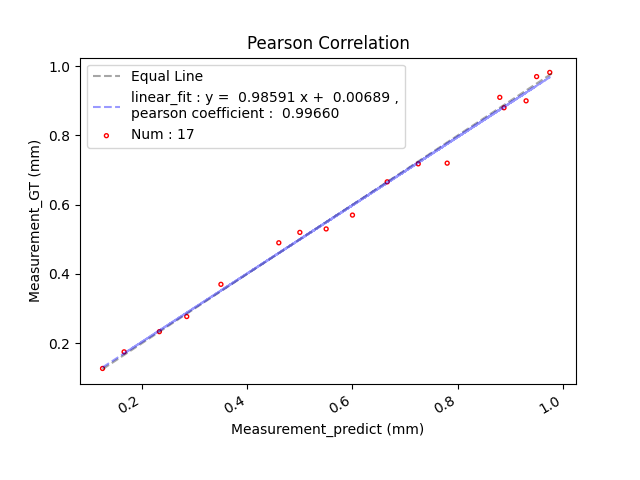 Pearson Correlation
Equal Line
linear_fit : y =  0.98591 x +  0.00689 ,
pearson coefficient :  0.99660
Num : 17
Measurement_GT (mm)
1.0
0.8
0.6
0.4
0.2
0.2
0.4
0.6
0.8
1.0
Measurement_predict (mm)